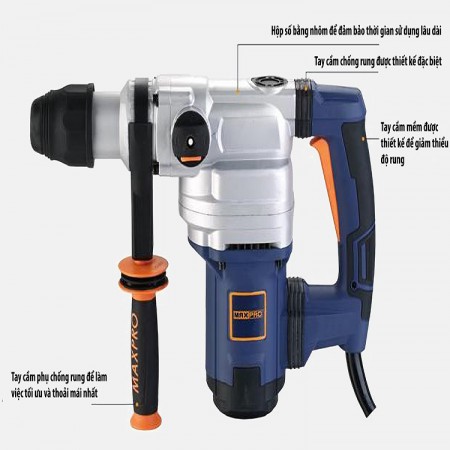 Hộp số bằng nhôm để đảm bảo thời gian sử dụng lâu dài
Tay cầm chống rung được thiết kế đặc biệt
Tay cầm mềm được
thiết kế để giảm thiểu
độ rung
MAXPRO
MAXPRO
Tay cầm phụ chống rung để làm
việc tối ưu và thoải mái nhất